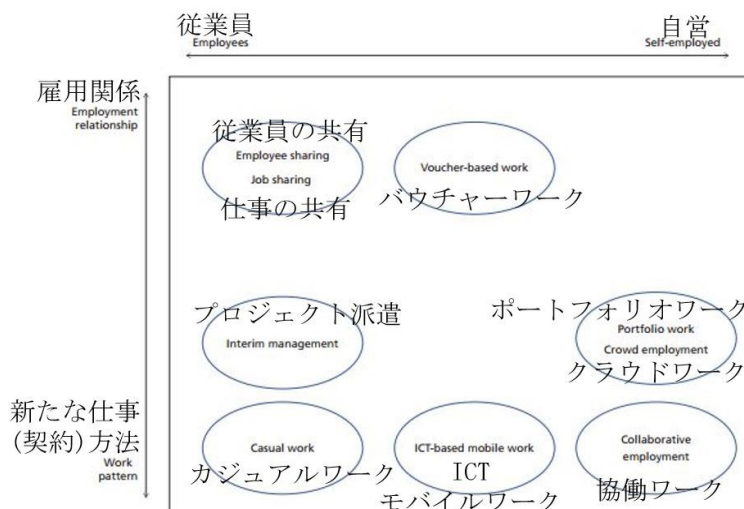 従業員
Employees
自営
Self-employed
雇用関係
Employment
relationship
従業員の共有
Employee sharing
Job sharing
仕事の共有
Voucher-based work
バウチャーワーク
プロジェクト派遣
Interim management
ポートフォリオワーク
Portfolio work
Crowd employment
クラウドワーク
新たな仕事
(契約)方法
Work
pattern
Casual work
カジュアルワーク
ICT-based mobile work
ICT
モバイルワーク
Collaborative
employment
協働ワーク